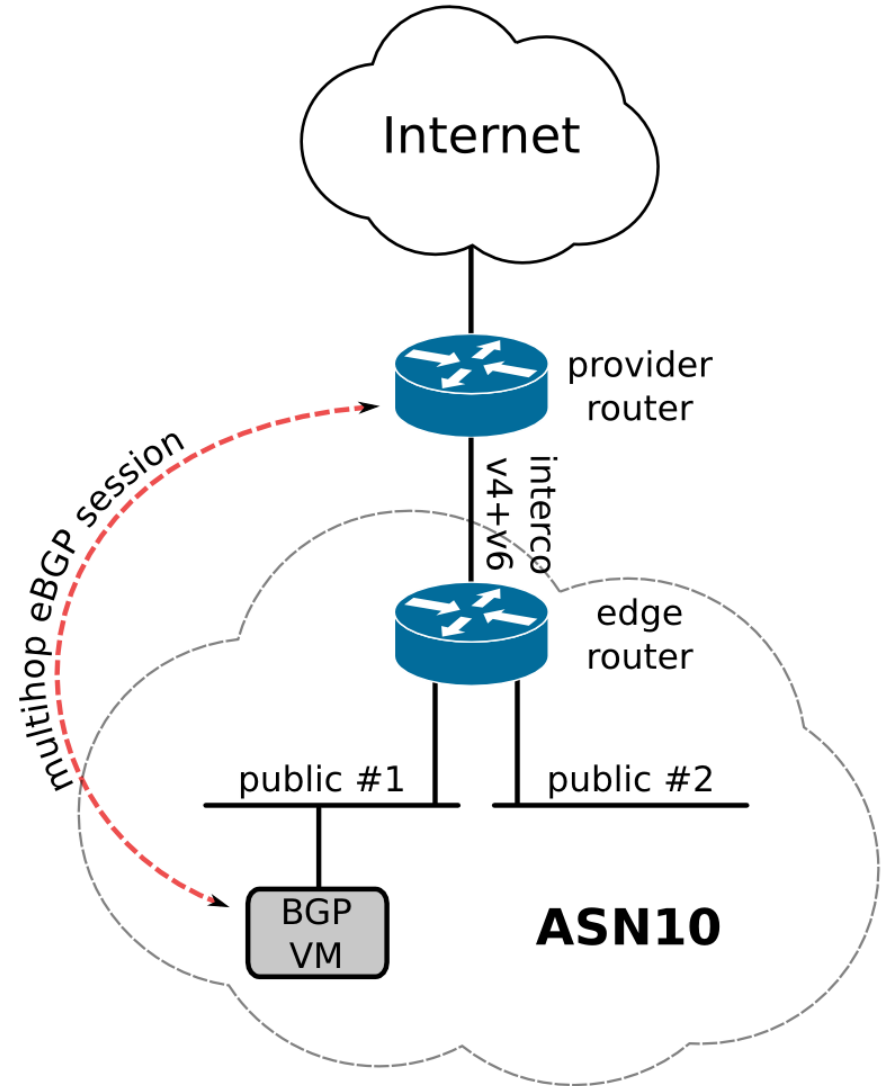 Internet
provider
router
multihop eBGP session
interco
v4+v6
edge
router
public #1
public #2
BGP
VM
ASN10